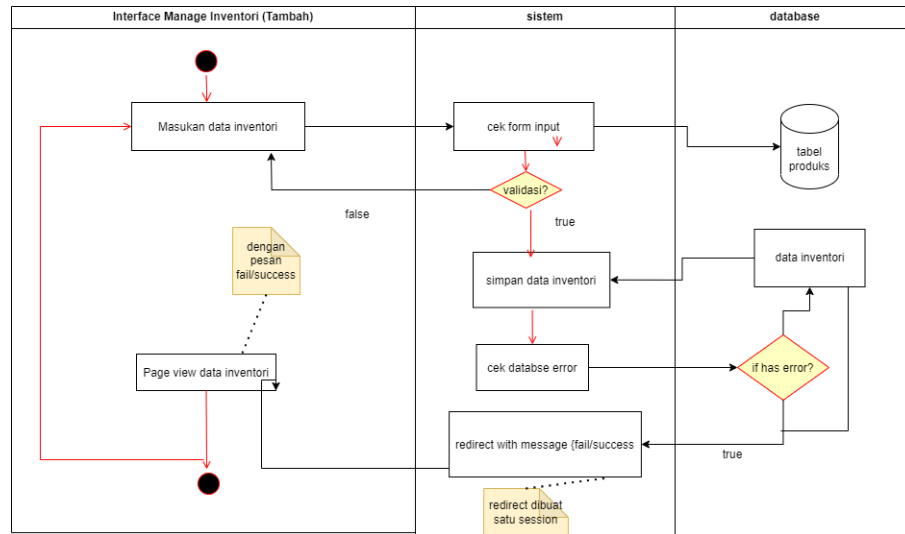 Interface Manage Inventori (Tambah)
sistem
database
Masukan data inventori
cek form input
tabel
produks
validasi?
false
true
dengan
pesan
fail/success
simpan data inventori
data inventori
Page view data inventori
cek databse error
if has error?
redirect with message {fail/success
true
redirect dibuat
satu session